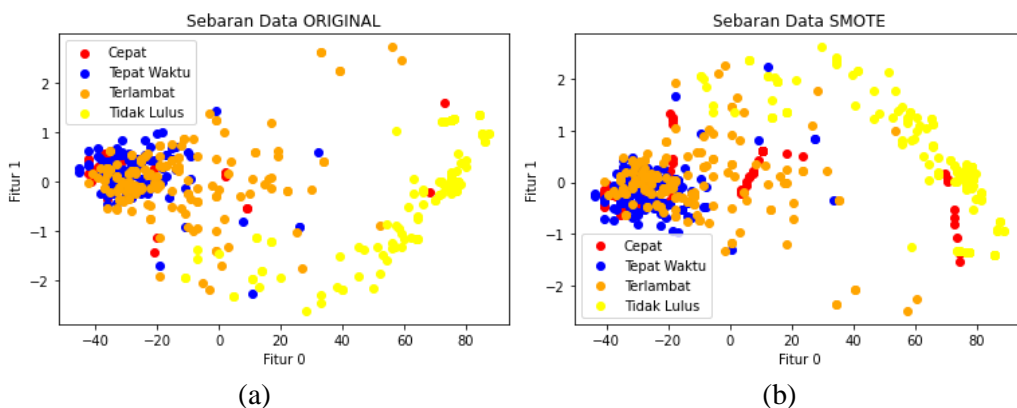 Sebaran Data ORIGINAL
Cepat
Tepat Waktu
Terlambat
Tidak Lulus
2
1
0
−1
−2
Fitur 1
−40
−20
0
20
40
60
80
Fitur 0
(a)
Sebaran Data SMOTE
2
1
0
−1
−2
Fitur 1
Cepat
Tepat Waktu
Terlambat
Tidak Lulus
−40
−20
0
20
40
60
80
Fitur 0
(b)